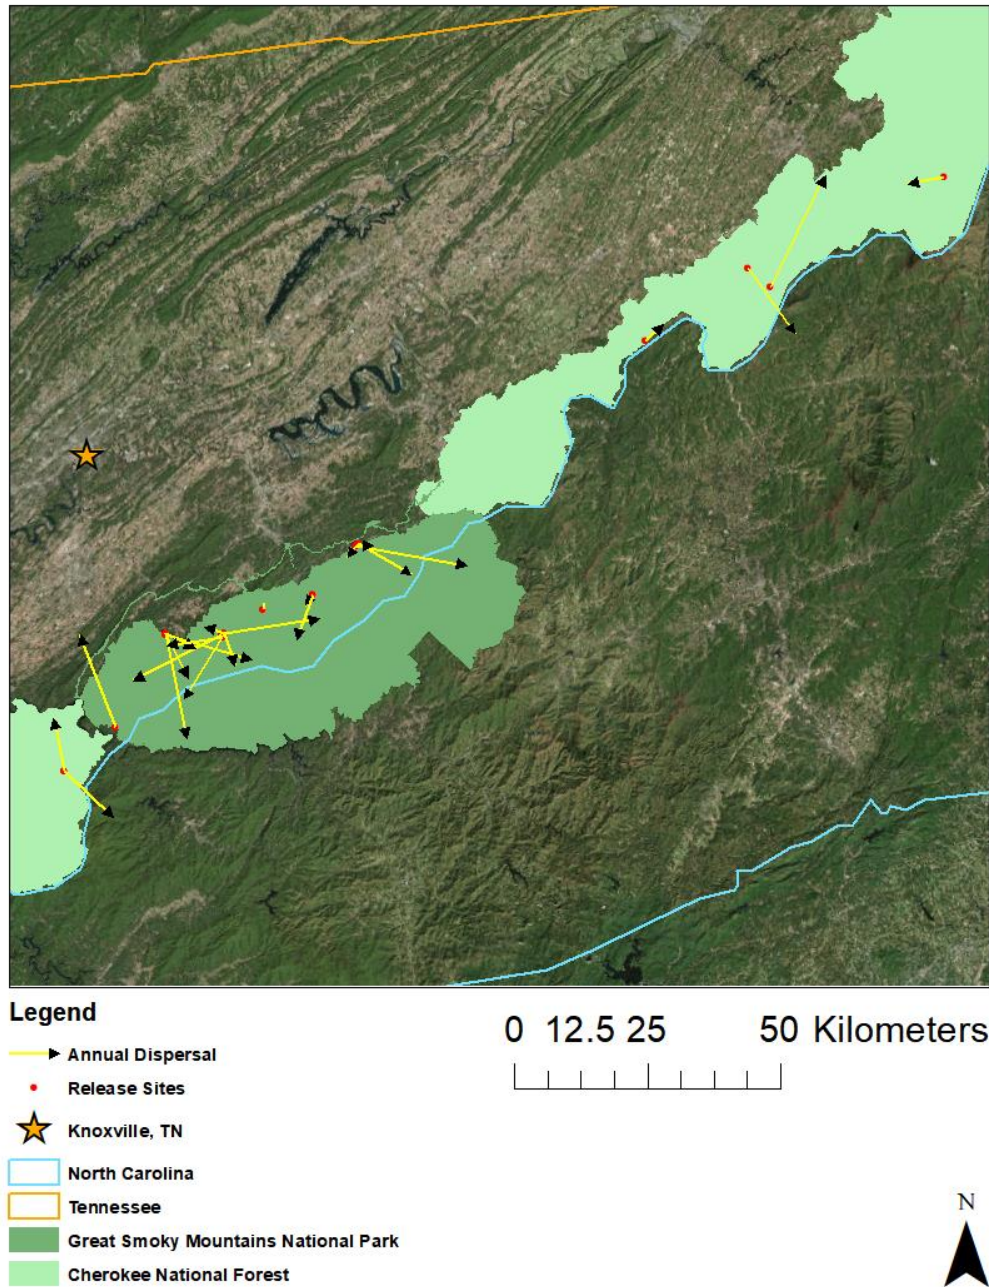 Legend
0 12.5 25 50 Kilometers
Annual Dispersal
Release Sites
Knoxville, TN
North Carolina
Tennessee
Great Smoky Mountains National Park
Cherokee National Forest
N